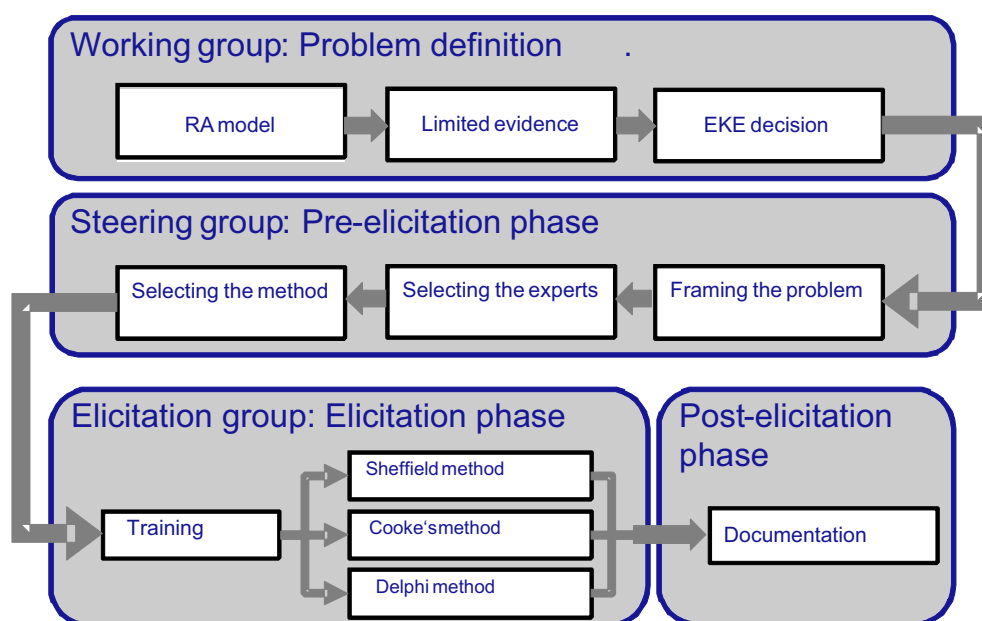 Working group: Problem definition .
RA model
Limited evidence
EKE decision
Steering group: Pre-elicitation phase
Selecting the method
Selecting the experts
Framing the problem
Elicitation group: Elicitation phase
Training
Sheffield method
Cooke‘s method
Delphi method
Post-elicitation
phase
Documentation